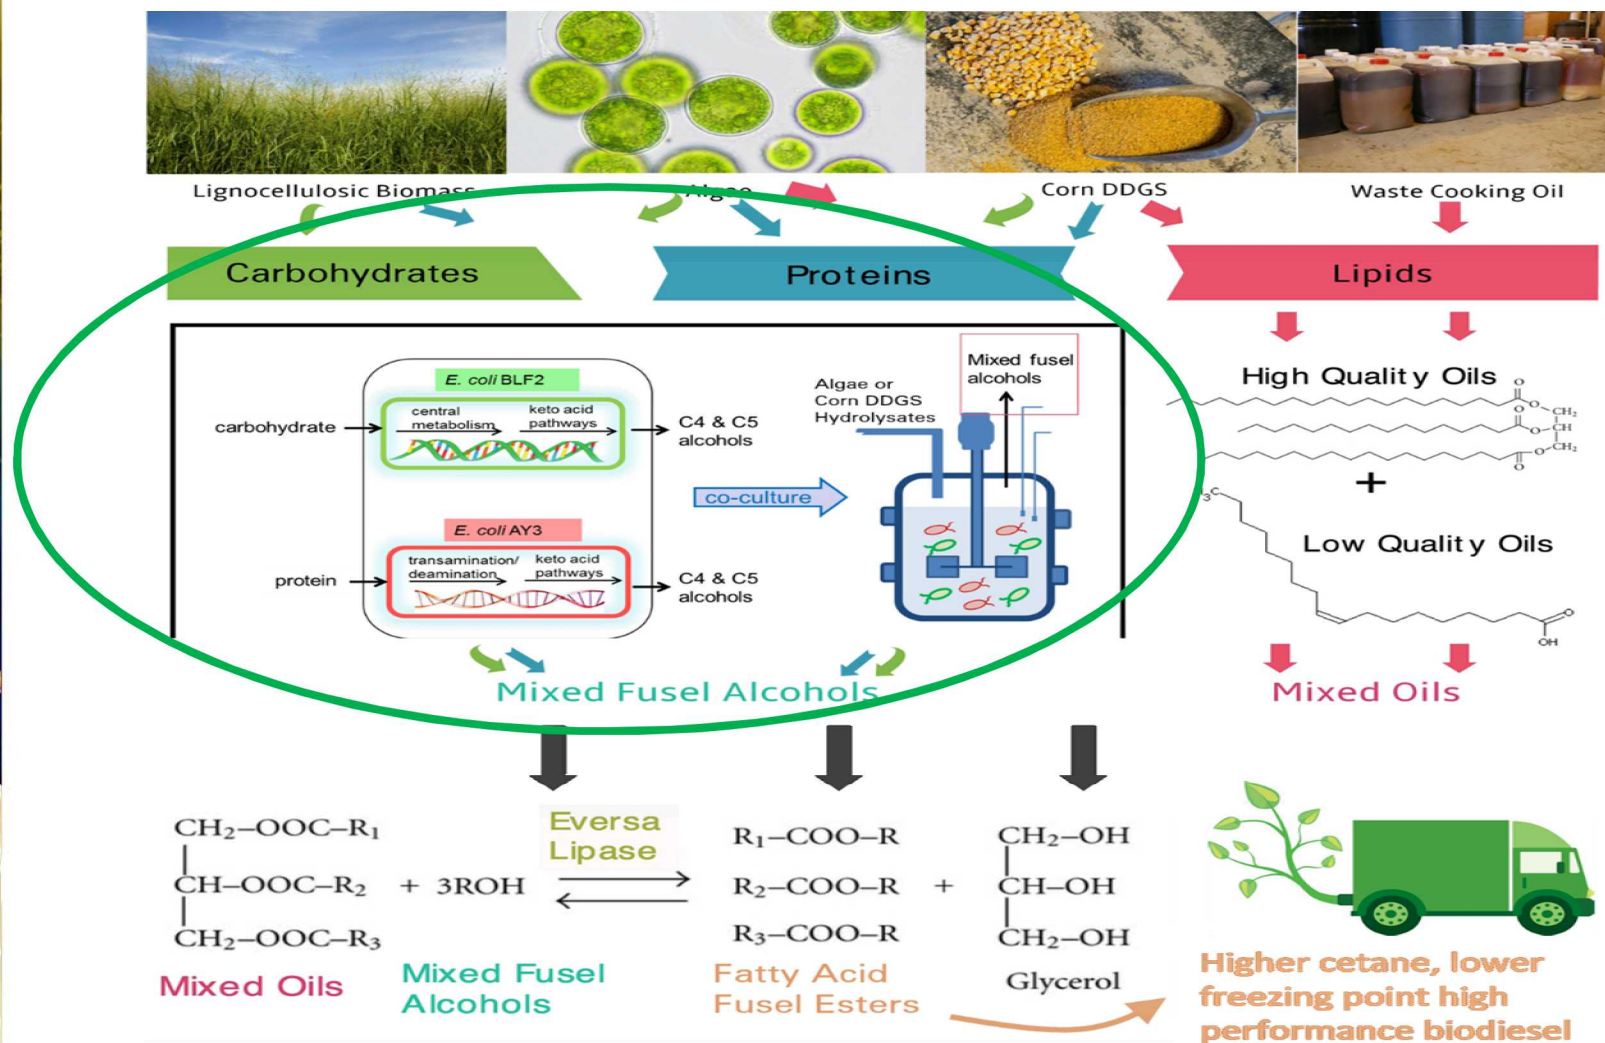 Lignocellulosic Biomass
Algae
Corn DDGS
Waste Cooking Oil
Carbohydrates
Proteins
Lipids
E. coli BLF2
central
metabolism
keto acid
pathways
carbohydrate
C4 & C5
alcohols
E. coli AY3
transamination/
deamination
keto acid
pathways
protein
C4 & C5
alcohols
co-culture
Algae or
Corn DDGS
Hydrolysates
Mixed fusel
alcohols
High Quality Oils
O
O
CH₂
O
O
CH
O
CH₂
O
+
₃C
Low Quality Oils
O
OH
Mixed Fusel Alcohols
Mixed Oils
CH₂–OOC–R₁
CH–OOC–R₂ + 3ROH
CH₂–OOC–R₃
Eversa
Lipase
R₁–COO–R
R₂–COO–R +
R₃–COO–R
CH₂–OH
CH–OH
CH₂–OH
Mixed Oils
Mixed Fusel
Alcohols
Fatty Acid
Fusel Esters
Glycerol
Higher cetane, lower
freezing point high
performance biodiesel